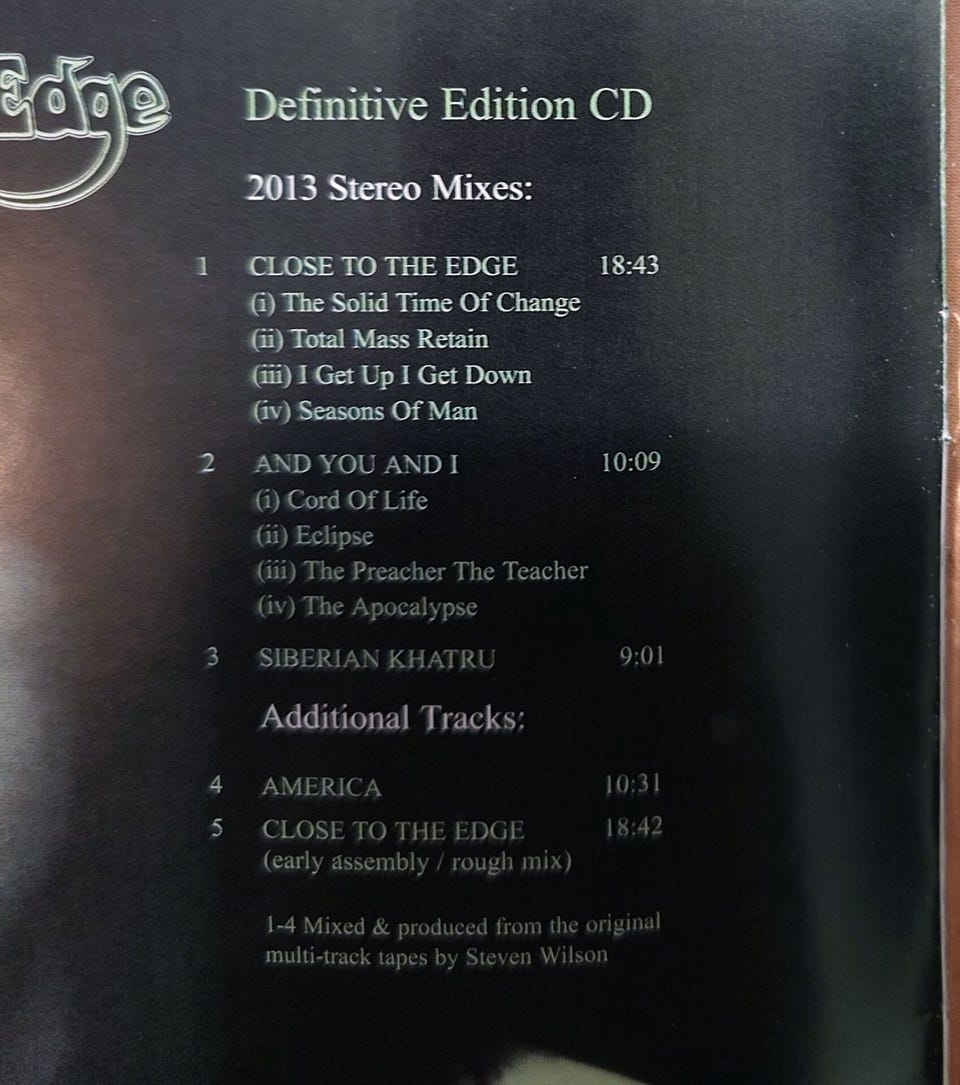 Edge
Definitive Edition CD
2013 Stereo Mixes:
1 CLOSE TO THE EDGE 18:43
(i) The Solid Time Of Change
(ii) Total Mass Retain
(iii) I Get Up I Get Down
(iv) Seasons Of Man
2 AND YOU AND I 10:09
(i) Cord Of Life
(ii) Eclipse
(iii) The Preacher The Teacher
(iv) The Apocalypse
3 SIBERIAN KHATRU 9:01
Additional Tracks:
4 AMERICA 10:31
5 CLOSE TO THE EDGE 18:42
(early assembly / rough mix)
1-4 Mixed & produced from the original
multi-track tapes by Steven Wilson